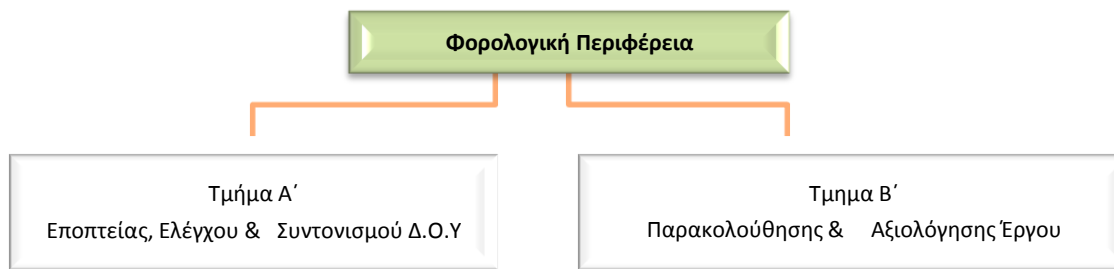 Φορολογική Περιφέρεια
Τμήμα Α΄
Εποπτείας, Ελέγχου & Συντονισμού Δ.Ο.Υ
Τμημα Β΄
Παρακολούθησης & Αξιολόγησης Έργου